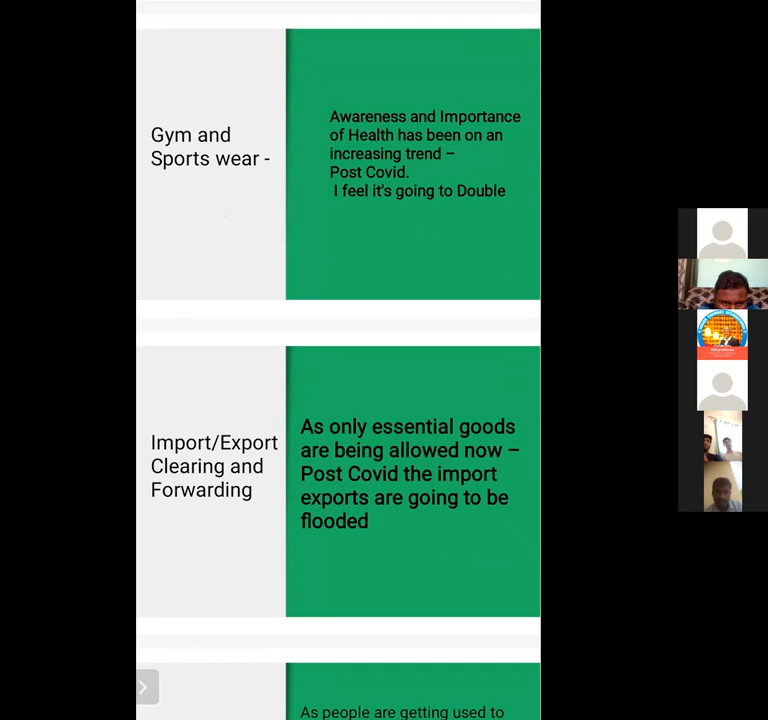 Gym and
Sports wear -
Awareness and Importance
of Health has been on an
increasing trend –
Post Covid.
I feel it's going to Double
Import/Export
Clearing and
Forwarding
As only essential goods
are being allowed now –
Post Covid the import
exports are going to be
flooded
As people are getting used to